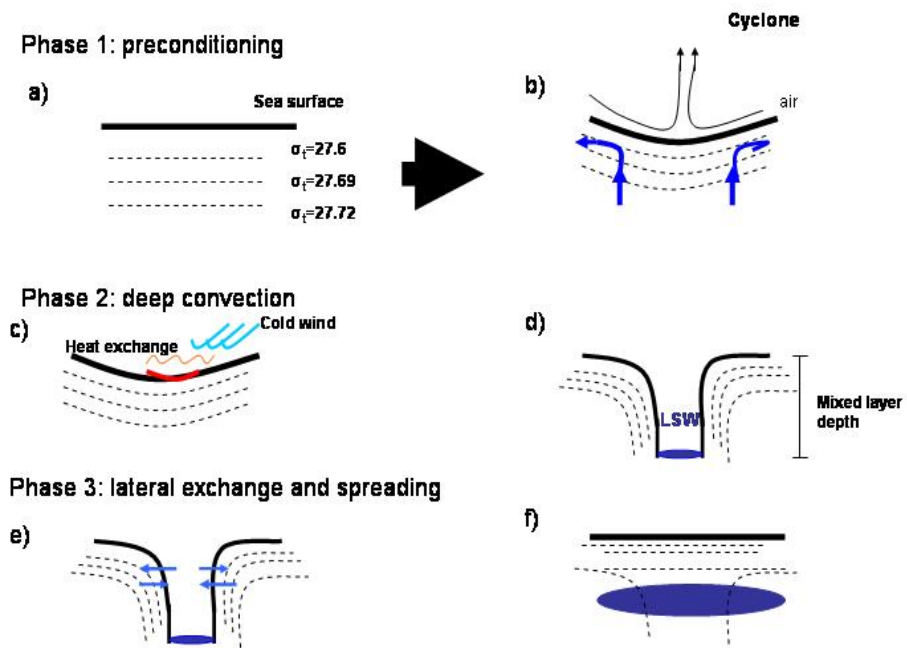 Phase 1: preconditioning
Cyclone
a)
Sea surface
σt=27.6
σt=27.69
σt=27.72
b)
air
Phase 2: deep convection
c)
Cold wind
Heat exchange
d)
LSW
Mixed layer
depth
Phase 3: lateral exchange and spreading
e)
f)